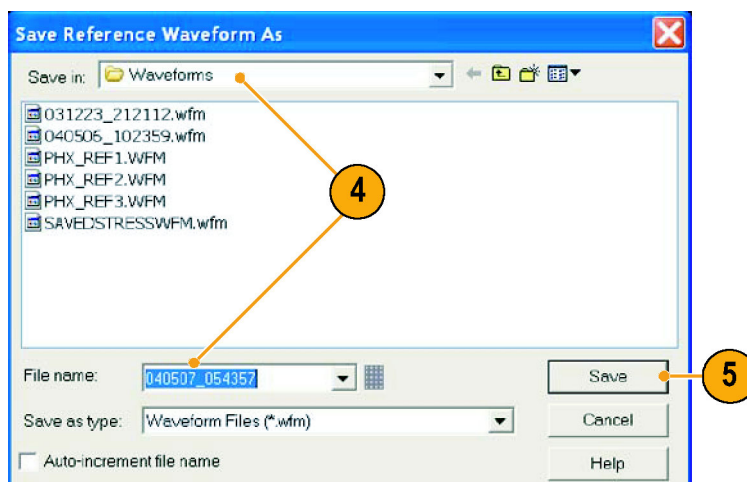 Save Reference Waveform As
Save in: Waveforms
031223_212112.wfm
040506_102359.wfm
PHX_REF1.WFM
PHX_REF2.WFM
PHX_REF3.WFM
SAVEDSTRESSWFM.wfm
4
File name: 040507_054357
Save
5
Save as type: Waveform Files (*.wfm)
Cancel
Auto-increment file name
Help